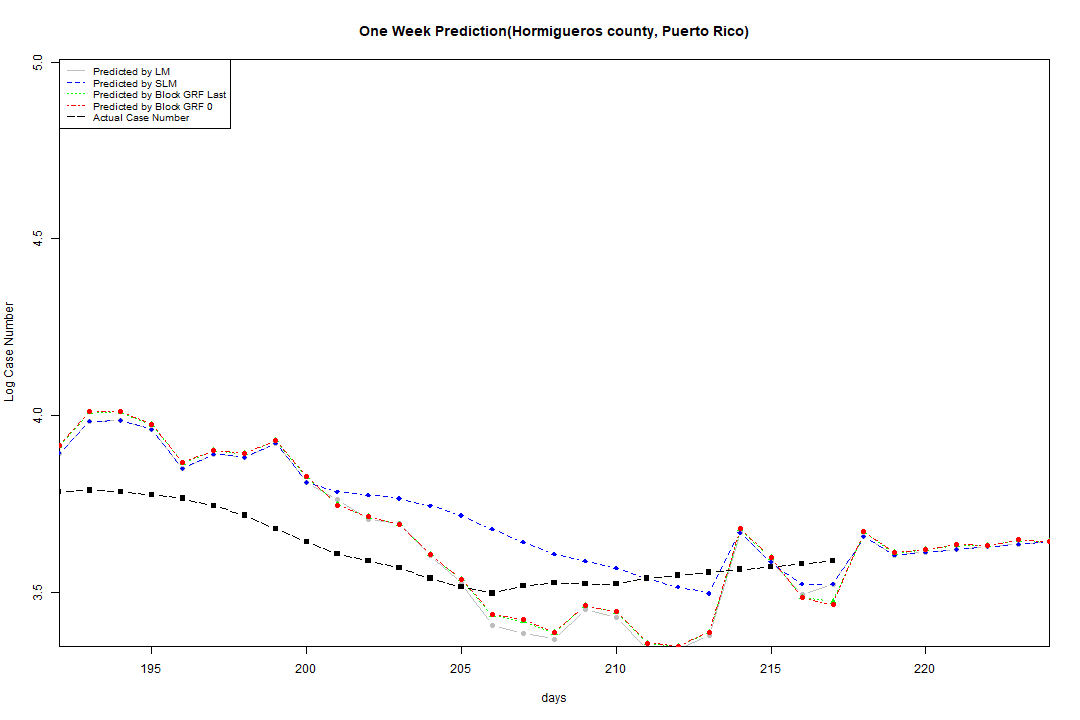 One Week Prediction(Hormigueros county, Puerto Rico)
Predicted by LM
Predicted by SLM
Predicted by Block GRF Last
Predicted by Block GRF 0
Actual Case Number
5.0
4.5
4.0
3.5
Log Case Number
195 200 205 210 215 220
days